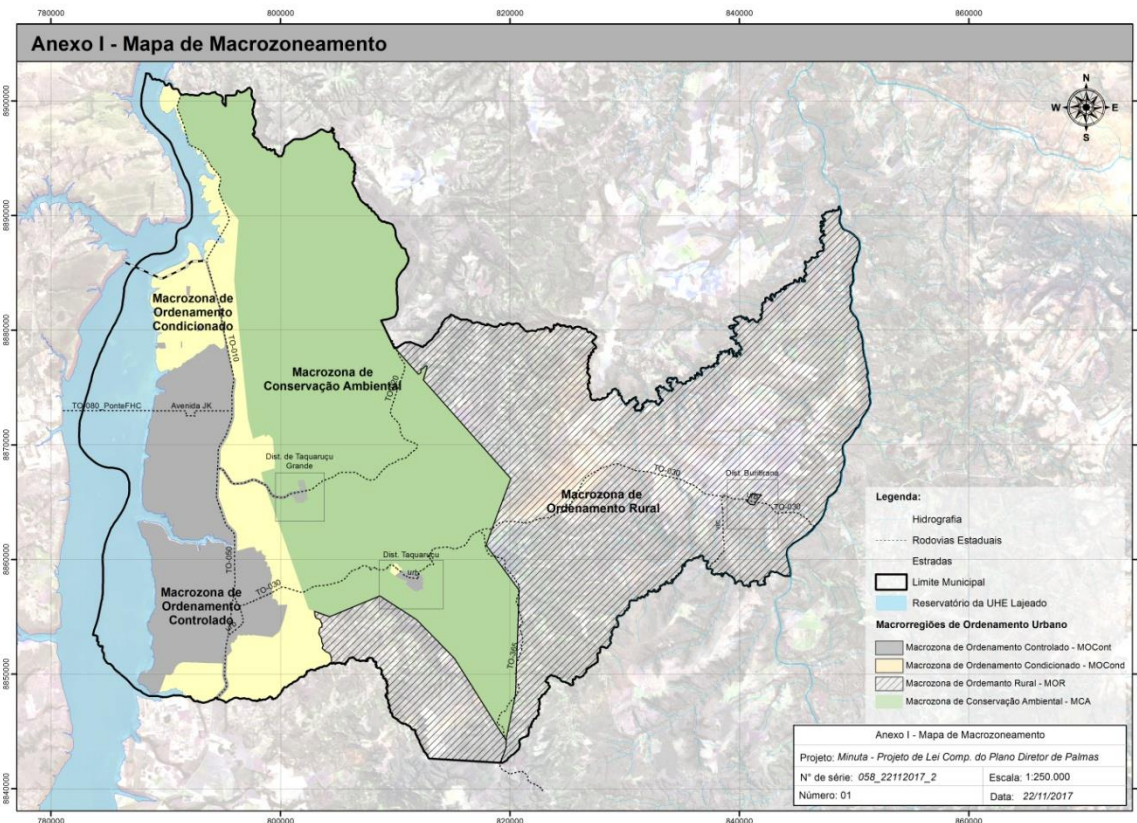 780000
800000
820000
840000
860000
Anexo I - Mapa de Macrozoneamento
8900000
8890000
8880000
8870000
8860000
8850000
8840000
N
W
E
S
Macrozona de
Ordenamento
Condicionado
TO-010
Macrozona de
Conservação Ambiental
TO-080_PonteFHC
Avenida JK
Dist. de Taquaruçu
Grande
Dist. Taquaruçu
TO-030
TO-050
Macrozona de
Ordenamento
Controlado
TO-030
Macrozona de
Ordenamento Rural
Dist. Buritirana
TO-030
Legenda:
Hidrografia
Rodovias Estaduais
Estradas
Limite Municipal
Reservatório da UHE Lajeado
Macrorregiões de Ordenamento Urbano
Macrozona de Ordenamento Controlado - MOCont
Macrozona de Ordenamento Condicionado - MOCond
Macrozona de Ordemanto Rural - MOR
Macrozona de Conservação Ambiental - MCA
Anexo I - Mapa de Macrozoneamento
Projeto: Minuta - Projeto de Lei Comp. do Plano Diretor de Palmas
N° de série: 058_22112017_2
Escala: 1:250.000
Número: 01
Data: 22/11/2017
780000
800000
820000
840000
860000